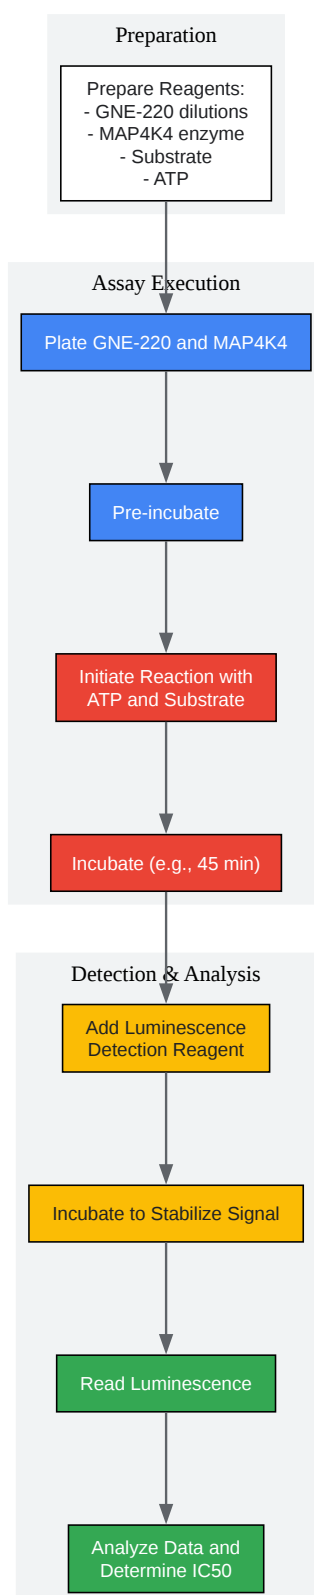 Preparation
Prepare Reagents:
- GNE-220 dilutions
- MAP4K4 enzyme
- Substrate
- ATP
Assay Execution
Plate GNE-220 and MAP4K4
Pre-incubate
Initiate Reaction with
ATP and Substrate
Incubate (e.g., 45 min)
Detection & Analysis
Add Luminescence
Detection Reagent
Incubate to Stabilize Signal
Read Luminescence
Analyze Data and
Determine IC50